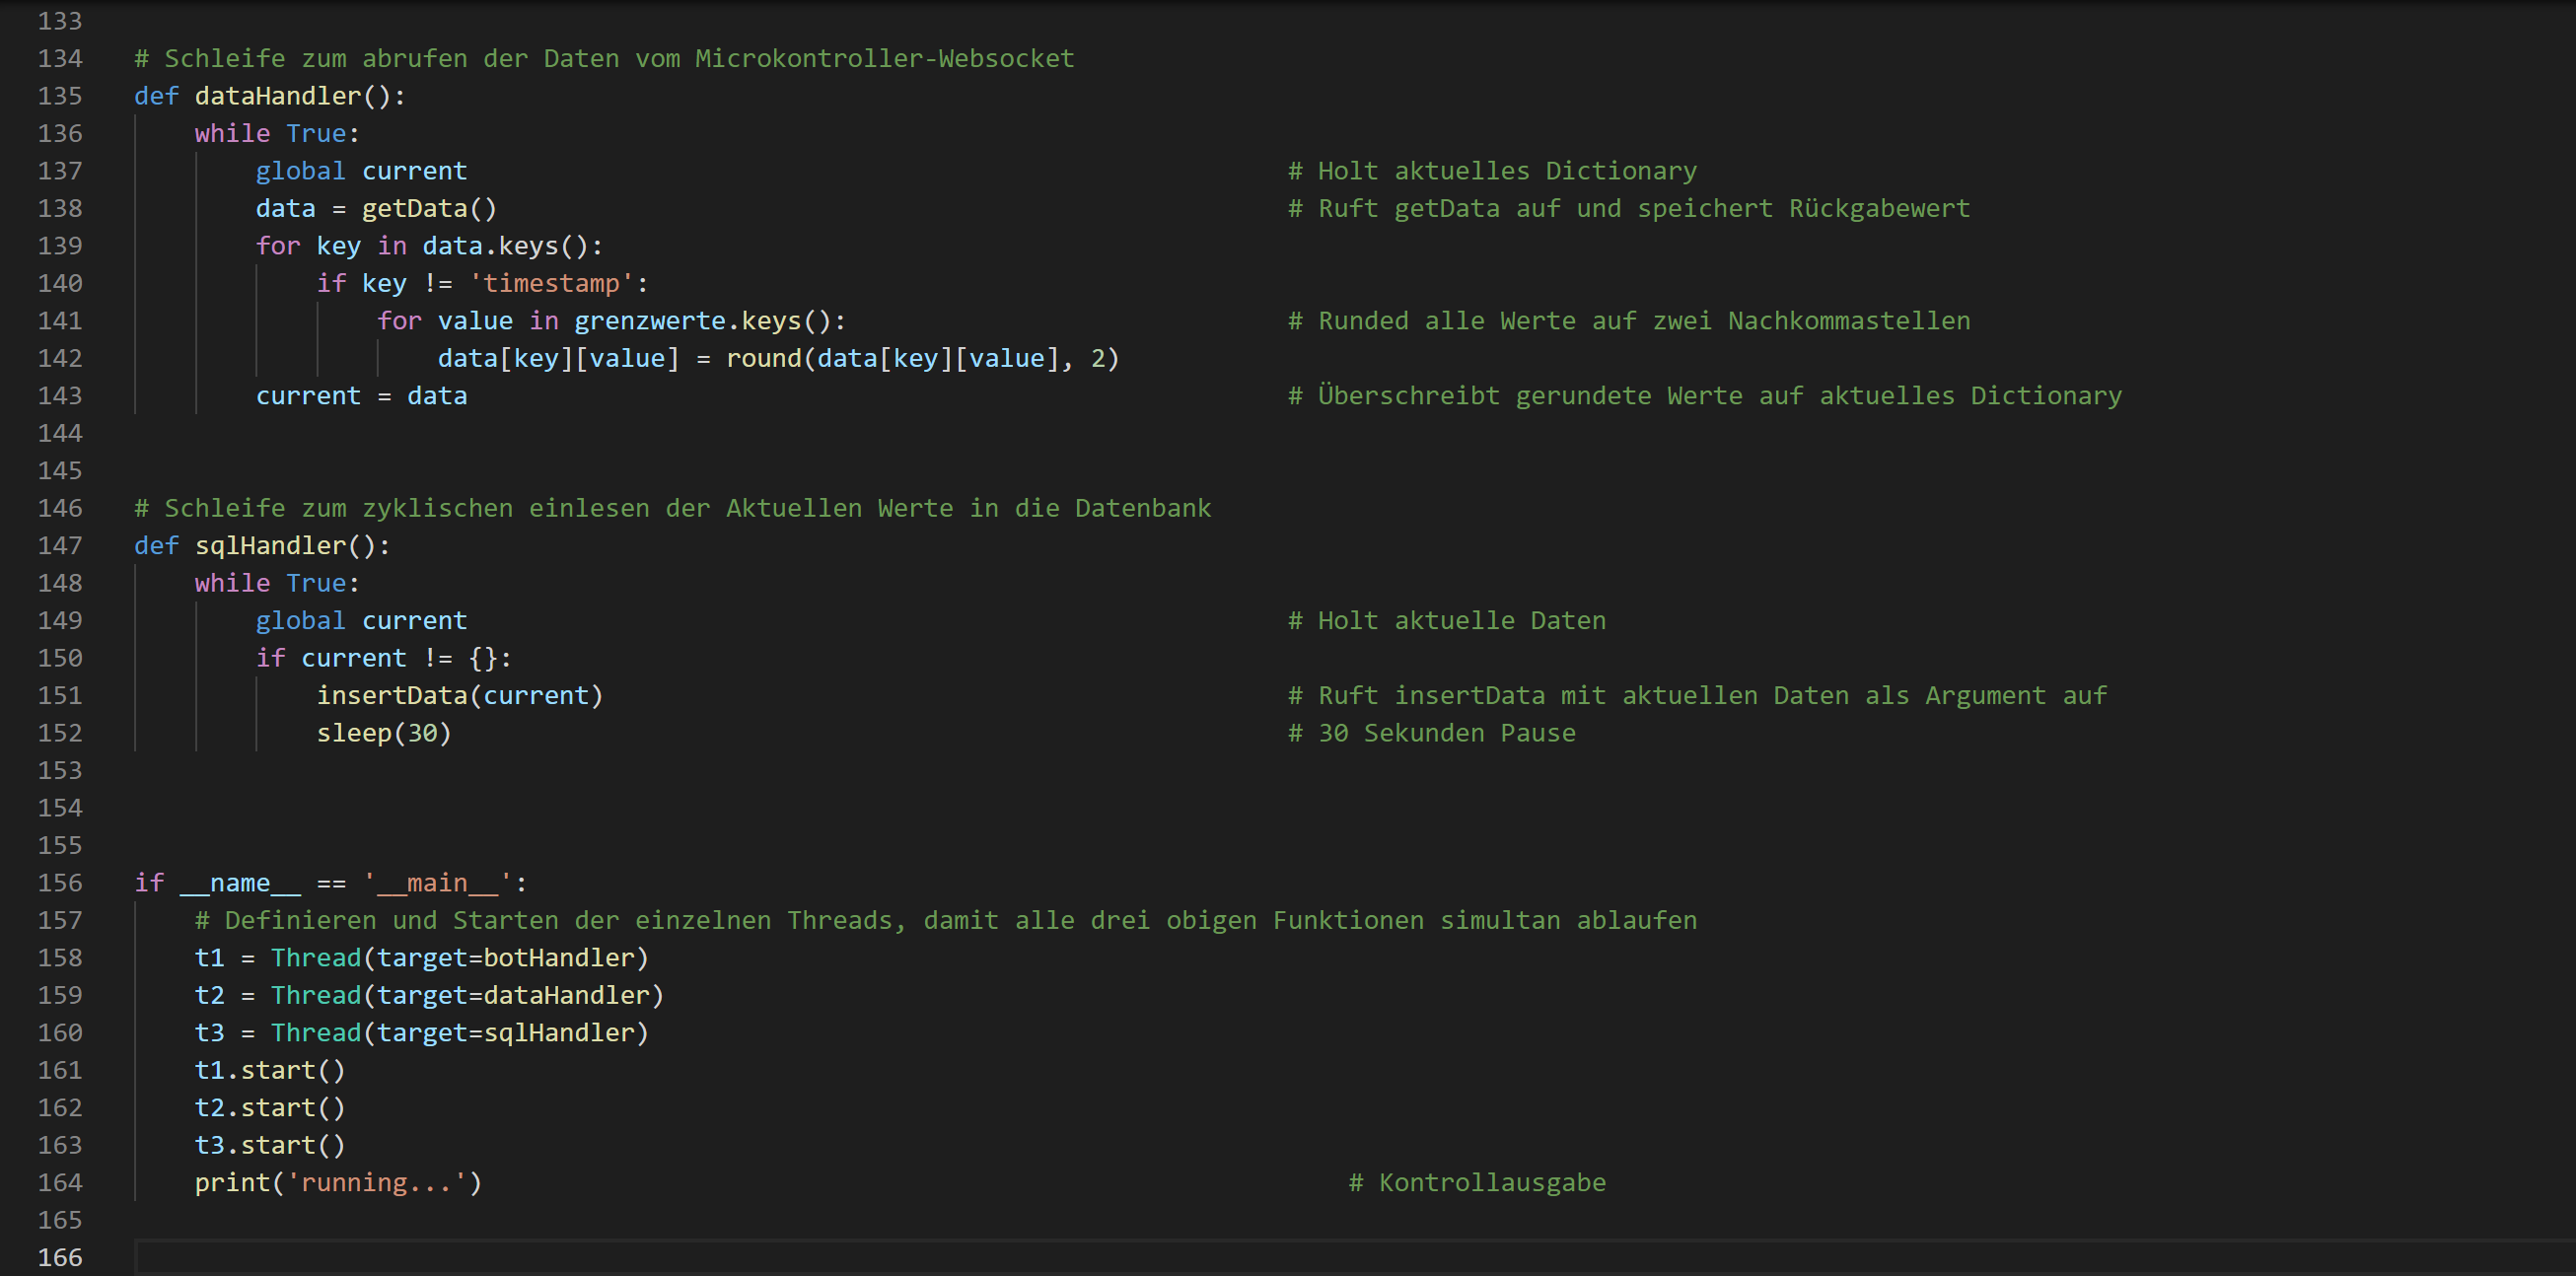 133
134 # Schleife zum abrufen der Daten vom Microkontroller-Websocket
135 def dataHandler():
136     while True:
137         global current # Holt aktuelles Dictionary
138         data = getData() # Ruft getData auf und speichert Rückgabewert
139         for key in data.keys():
140             if key != 'timestamp':
141                 for value in grenzwerte.keys(): # Runded alle Werte auf zwei Nachkommastellen
142                     data[key][value] = round(data[key][value], 2)
143         current = data # Überschreibt gerundete Werte auf aktuelles Dictionary
144
145
146 # Schleife zum zyklischen einlesen der Aktuellen Werte in die Datenbank
147 def sqlHandler():
148     while True:
149         global current # Holt aktuelle Daten
150         if current != {}:
151             insertData(current) # Ruft insertData mit aktuellen Daten als Argument auf
152             sleep(30) # 30 Sekunden Pause
153
154
155
156 if __name__ == '__main__':
157     # Definieren und Starten der einzelnen Threads, damit alle drei obigen Funktionen simultan ablaufen
158     t1 = Thread(target=botHandler)
159     t2 = Thread(target=dataHandler)
160     t3 = Thread(target=sqlHandler)
161     t1.start()
162     t2.start()
163     t3.start()
164     print('running...') # Kontrollausgabe
165
166